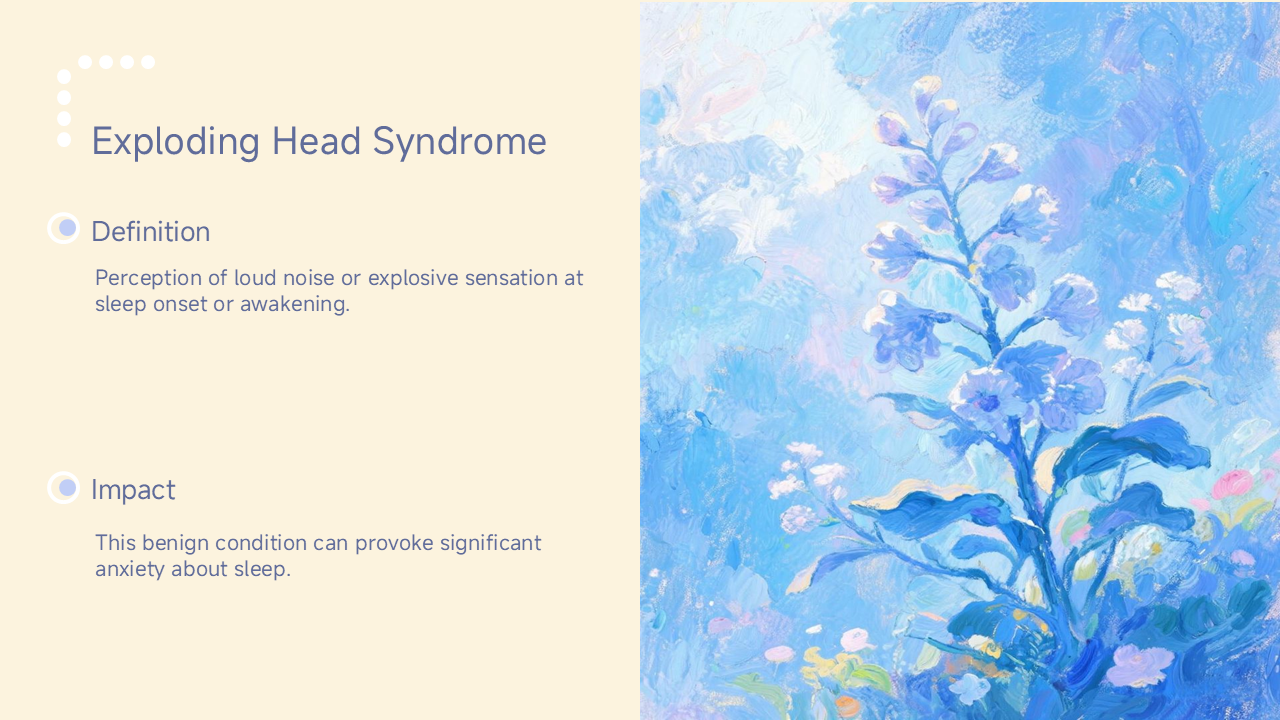 Exploding Head Syndrome
Definition
Perception of loud noise or explosive sensation at
sleep onset or awakening.
Impact
This benign condition can provoke significant
anxiety about sleep.